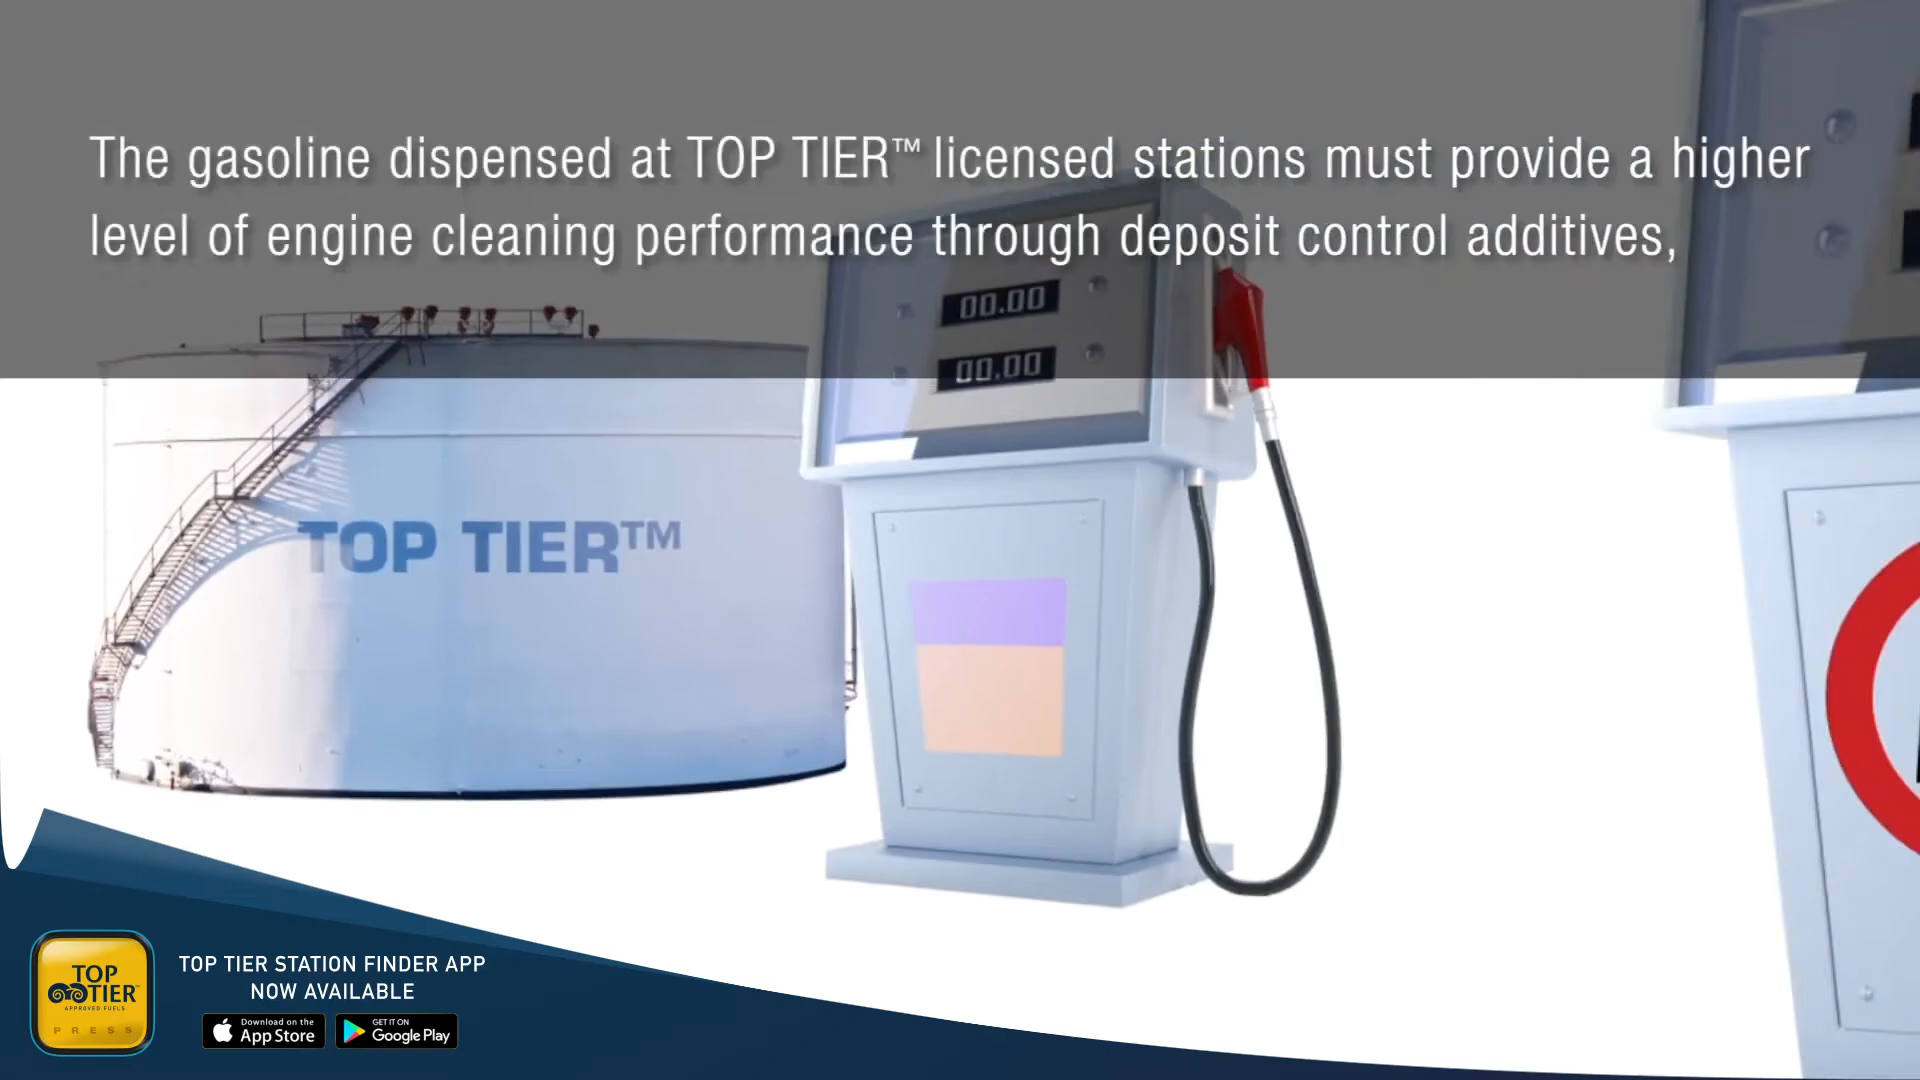 The gasoline dispensed at TOP TIER™ licensed stations must provide a higher
level of engine cleaning performance through deposit control additives,
00.00
00.00
TOP TIER™
TOP
TIER™
APPROVED FUELS
PRESS
TOP TIER STATION FINDER APP
NOW AVAILABLE
Download on the
App Store
GET IT ON
Google Play